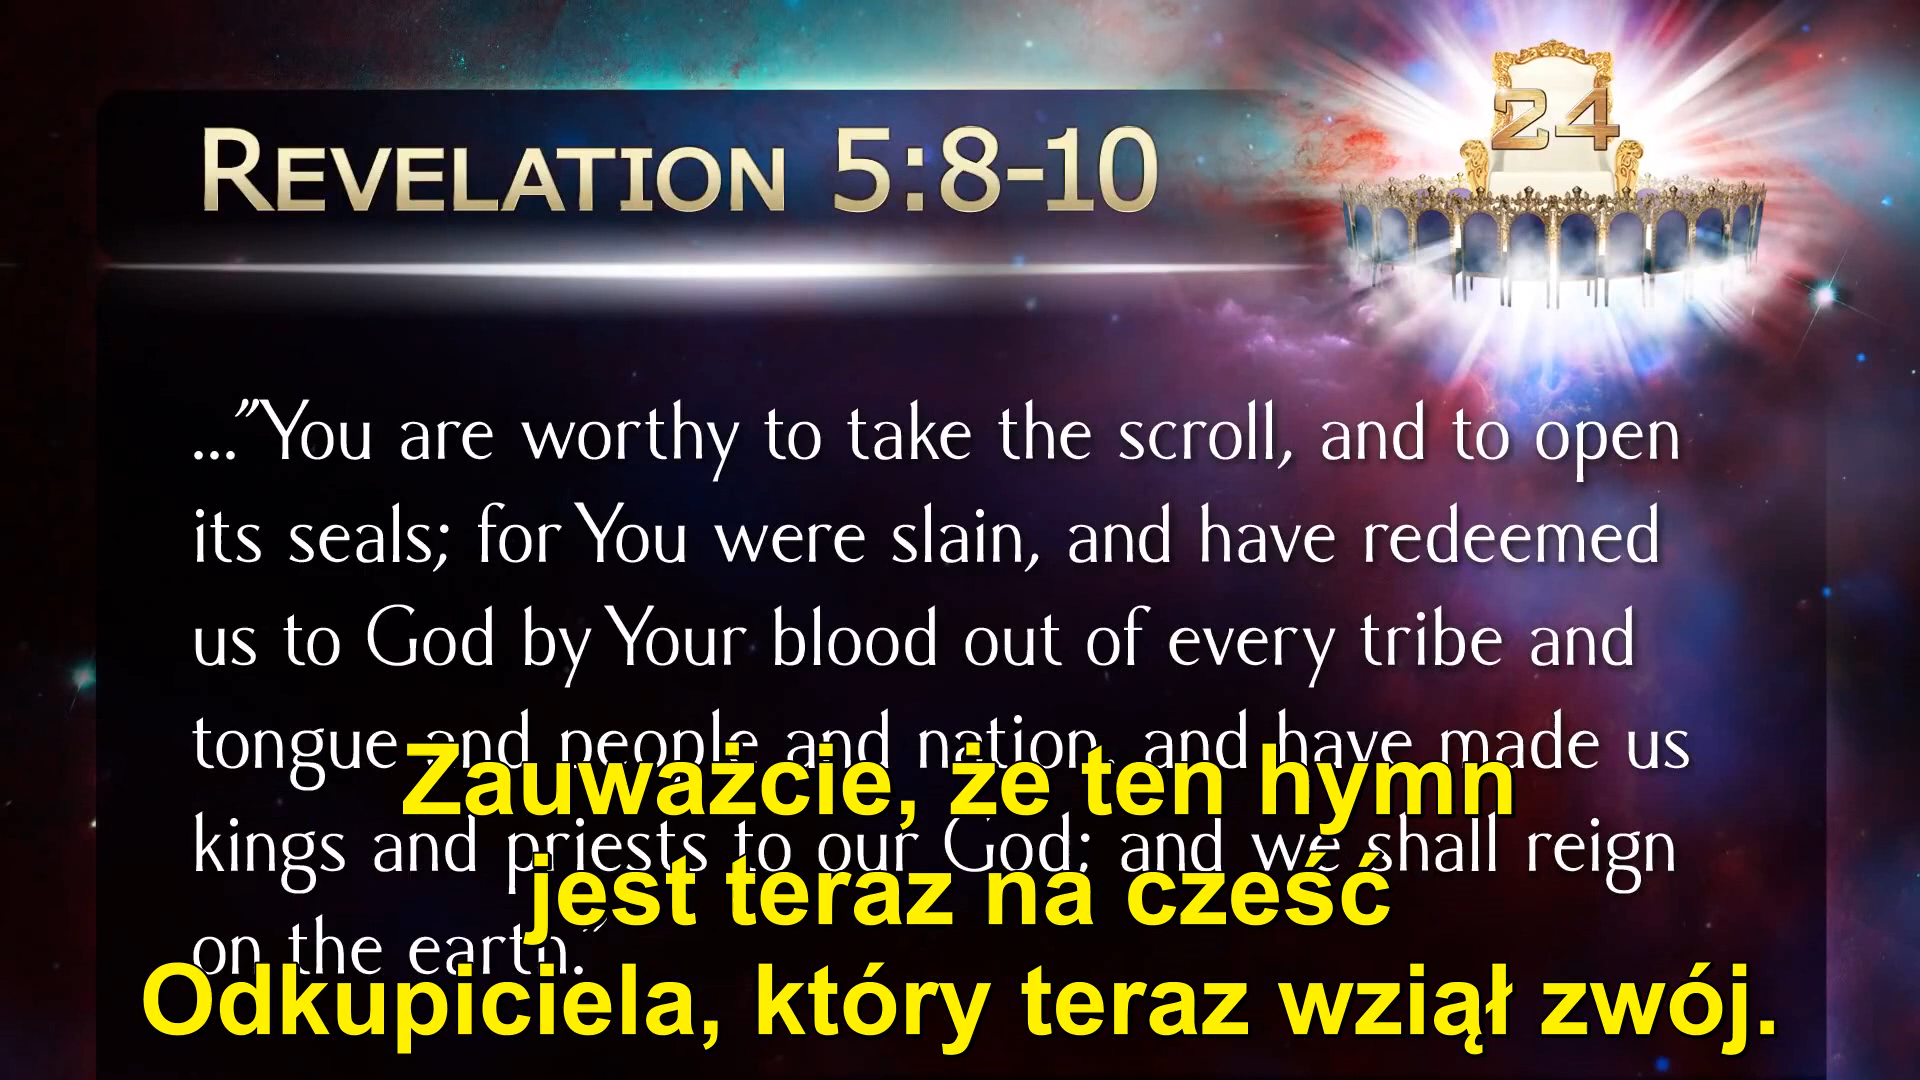 REVELATION 5:8-10
24
..."You are worthy to take the scroll, and to open
its seals; for You were slain, and have redeemed
us to God by Your blood out of every tribe and
tongue and people and nation, and have made us
kings and priests to our God; and we shall reign
on the earth."
Zauważcie, że ten hymn
jest teraz na cześć
Odkupiciela, który teraz wziął zwój.